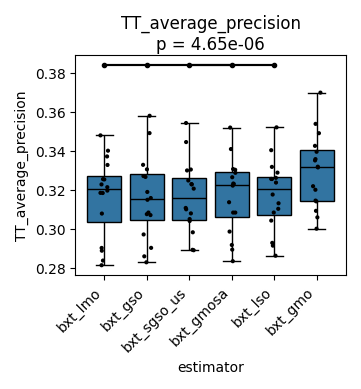 TT_average_precision
p = 4.65e-06
TT_average_precision
0.38
0.36
0.34
0.32
0.30
0.28
bxt_lmo
bxt_gso
bxt_sgso_us
bxt_gmosa
bxt_lso
bxt_gmo
estimator